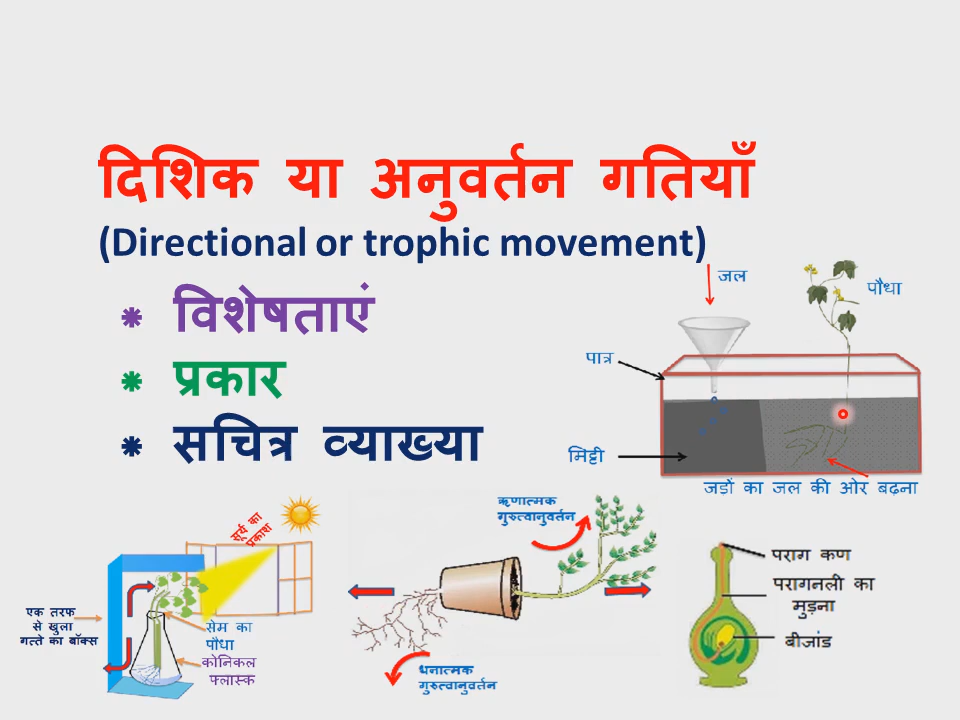 दिशिक या अनुवर्तन गतियाँ
(Directional or trophic movement)
* विशेषताएं
* प्रकार
* सचित्र व्याख्या
जल
पौधा
पात्र
मिट्टी
जड़ों का जल की ओर बढ़ना
सूर्य का
प्रकाश
एक तरफ
से खुला
गत्ते का बॉक्स
सेम का
पौधा
कोनिकल
फ्लास्क
ऋणात्मक
गुरुत्वानुवर्तन
धनात्मक
गुरुत्वानुवर्तन
पराग कण
परागनली का
मुड़ना
बीजांड